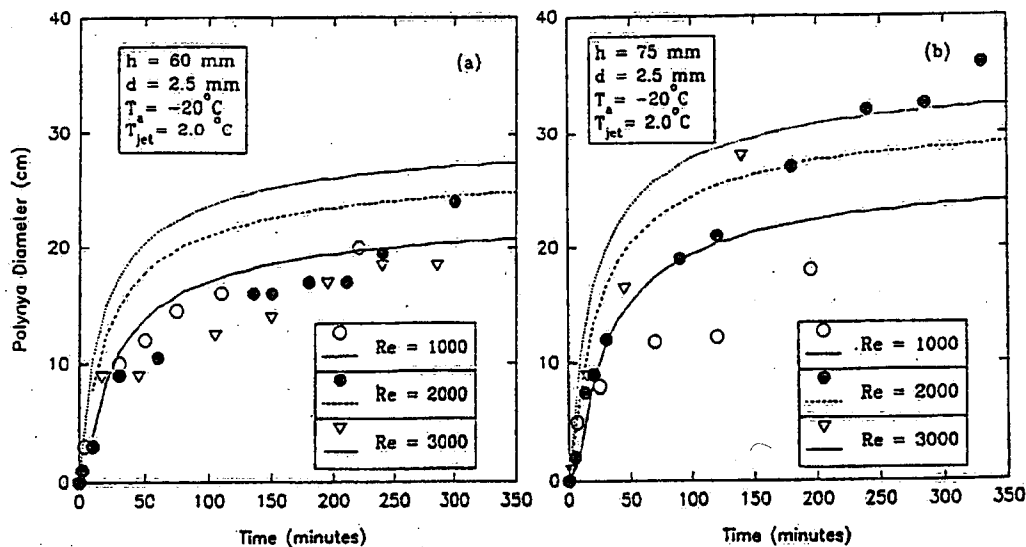 40
30
20
10
0
Polynya Diameter (cm)
(a)
h = 60 mm
d = 2.5 mm
T_a = -20°C
T_jet = 2.0 °C
Re = 1000
Re = 2000
Re = 3000
0 50 100 150 200 250 300 350
Time (minutes)
40
30
20
10
0
(b)
h = 75 mm
d = 2.5 mm
T_a = -20°C
T_jet = 2.0°C
Re = 1000
Re = 2000
Re = 3000
0 50 100 150 200 250 300 350
Time (minutes)